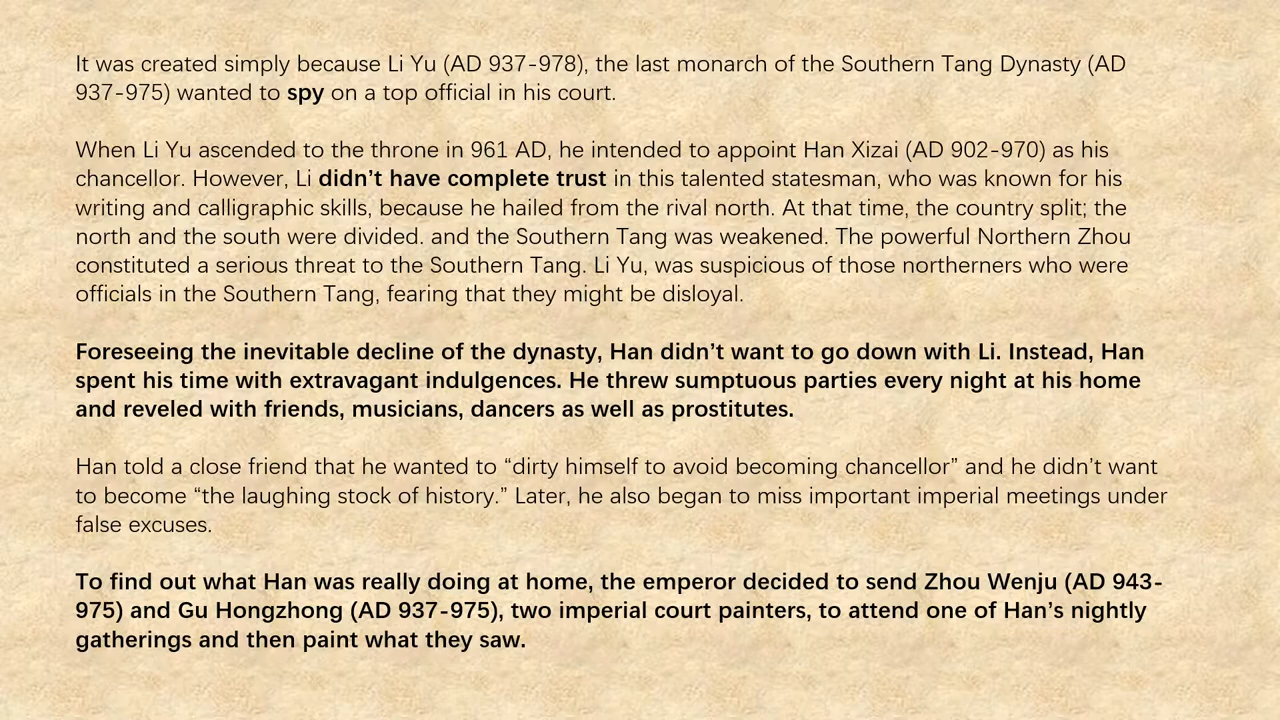 It was created simply because Li Yu (AD 937-978), the last monarch of the Southern Tang Dynasty (AD
937-975) wanted to spy on a top official in his court.
When Li Yu ascended to the throne in 961 AD, he intended to appoint Han Xizai (AD 902-970) as his
chancellor. However, Li didn’t have complete trust in this talented statesman, who was known for his
writing and calligraphic skills, because he hailed from the rival north. At that time, the country split; the
north and the south were divided. and the Southern Tang was weakened. The powerful Northern Zhou
constituted a serious threat to the Southern Tang. Li Yu, was suspicious of those northerners who were
officials in the Southern Tang, fearing that they might be disloyal.
Foreseeing the inevitable decline of the dynasty, Han didn’t want to go down with Li. Instead, Han
spent his time with extravagant indulgences. He threw sumptuous parties every night at his home
and reveled with friends, musicians, dancers as well as prostitutes.
Han told a close friend that he wanted to “dirty himself to avoid becoming chancellor” and he didn’t want
to become “the laughing stock of history.” Later, he also began to miss important imperial meetings under
false excuses.
To find out what Han was really doing at home, the emperor decided to send Zhou Wenju (AD 943-
975) and Gu Hongzhong (AD 937-975), two imperial court painters, to attend one of Han’s nightly
gatherings and then paint what they saw.